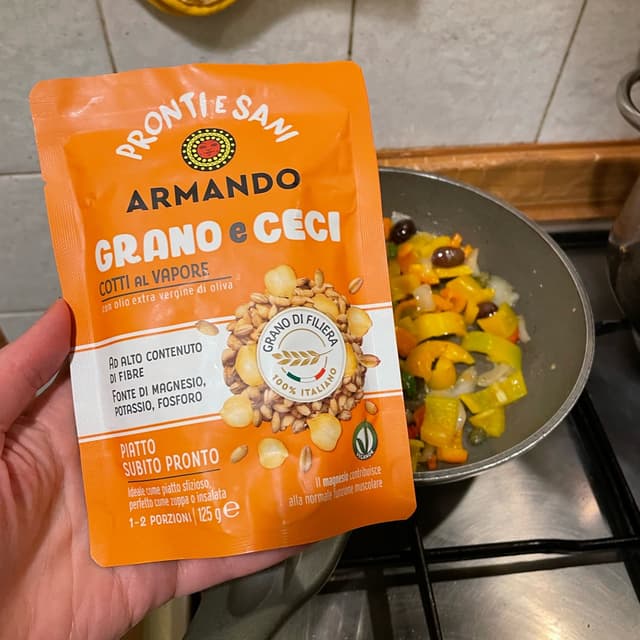 PRONTI E SANI
ARMANDO
GRANO e CECI
COTTI AL VAPORE
con olio extra vergine di oliva
GRANO DI FILIERA
100% ITALIANO
AD ALTO CONTENUTO
DI FIBRE
FONTE DI MAGNESIO,
POTASSIO, FOSFORO
PIATTO
SUBITO PRONTO
Ideale come piatto sfizioso,
perfetto come zuppa o insalata
1-2 PORZIONI 125 g e
Il magnesio contribuisce
alla normale funzione muscolare